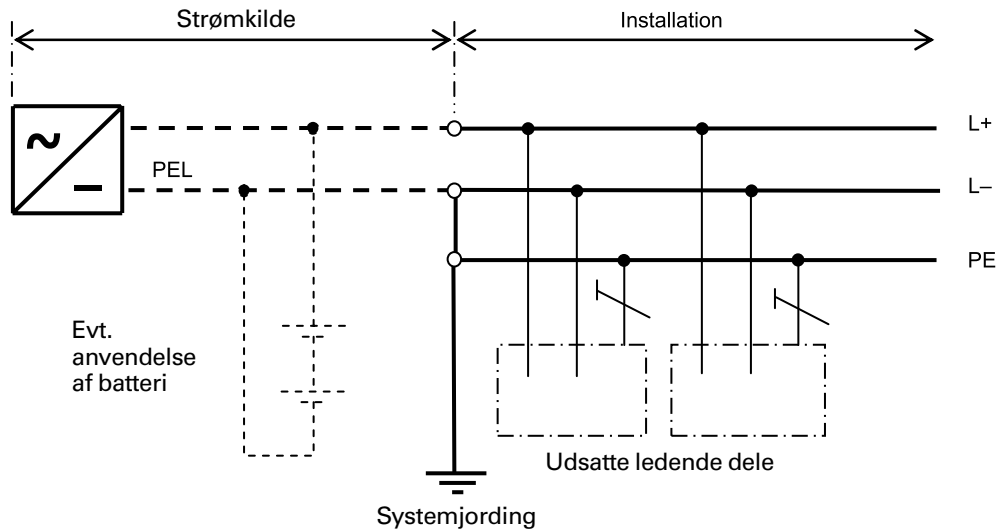 Strømkilde
Installation
L+
PEL
L–
PE
Evt.
anvendelse
af batteri
Udsatte ledende dele
Systemjording